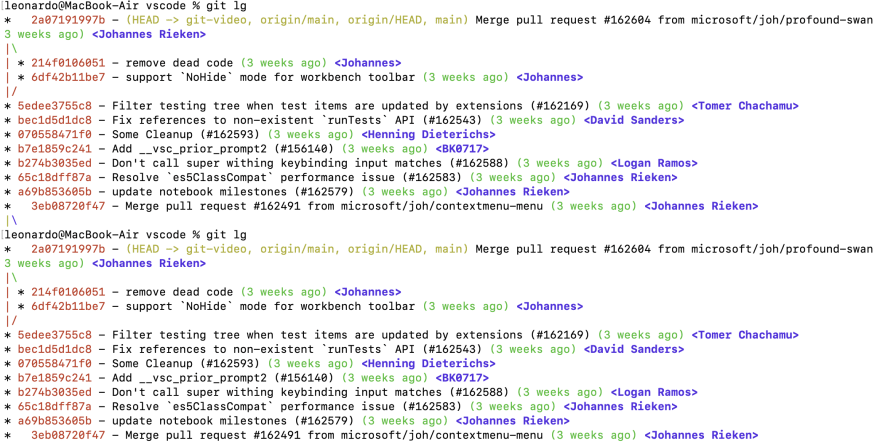 leonardo@MacBook-Air vscode % git lg
*   2a07191997b - (HEAD -> git-video, origin/main, origin/HEAD, main) Merge pull request #162604 from microsoft/joh/profound-swan
3 weeks ago) <Johannes Rieken>
|\
| * 214f0106051 - remove dead code (3 weeks ago) <Johannes>
| * 6df42b11be7 - support `NoHide` mode for workbench toolbar (3 weeks ago) <Johannes>
|/
* 5edee3755c8 - Filter testing tree when test items are updated by extensions (#162169) (3 weeks ago) <Tomer Chachamu>
* bec1d5d1dc8 - Fix references to non-existent `runTests` API (#162543) (3 weeks ago) <David Sanders>
* 070558471f0 - Some Cleanup (#162593) (3 weeks ago) <Henning Dieterichs>
* b7e1859c241 - Add __vsc_prior_prompt2 (#156140) (3 weeks ago) <BK0717>
* b274b3035ed - Don't call super withing keybinding input matches (#162588) (3 weeks ago) <Logan Ramos>
* 65c18dff87a - Resolve `es5ClassCompat` performance issue (#162583) (3 weeks ago) <Johannes Rieken>
* a69b853605b - update notebook milestones (#162579) (3 weeks ago) <Johannes Rieken>
*   3eb08720f47 - Merge pull request #162491 from microsoft/joh/contextmenu-menu (3 weeks ago) <Johannes Rieken>
|\
leonardo@MacBook-Air vscode % git lg
*   2a07191997b - (HEAD -> git-video, origin/main, origin/HEAD, main) Merge pull request #162604 from microsoft/joh/profound-swan
3 weeks ago) <Johannes Rieken>
|\
| * 214f0106051 - remove dead code (3 weeks ago) <Johannes>
| * 6df42b11be7 - support `NoHide` mode for workbench toolbar (3 weeks ago) <Johannes>
|/
* 5edee3755c8 - Filter testing tree when test items are updated by extensions (#162169) (3 weeks ago) <Tomer Chachamu>
* bec1d5d1dc8 - Fix references to non-existent `runTests` API (#162543) (3 weeks ago) <David Sanders>
* 070558471f0 - Some Cleanup (#162593) (3 weeks ago) <Henning Dieterichs>
* b7e1859c241 - Add __vsc_prior_prompt2 (#156140) (3 weeks ago) <BK0717>
* b274b3035ed - Don't call super withing keybinding input matches (#162588) (3 weeks ago) <Logan Ramos>
* 65c18dff87a - Resolve `es5ClassCompat` performance issue (#162583) (3 weeks ago) <Johannes Rieken>
* a69b853605b - update notebook milestones (#162579) (3 weeks ago) <Johannes Rieken>
*   3eb08720f47 - Merge pull request #162491 from microsoft/joh/contextmenu-menu (3 weeks ago) <Johannes Rieken>